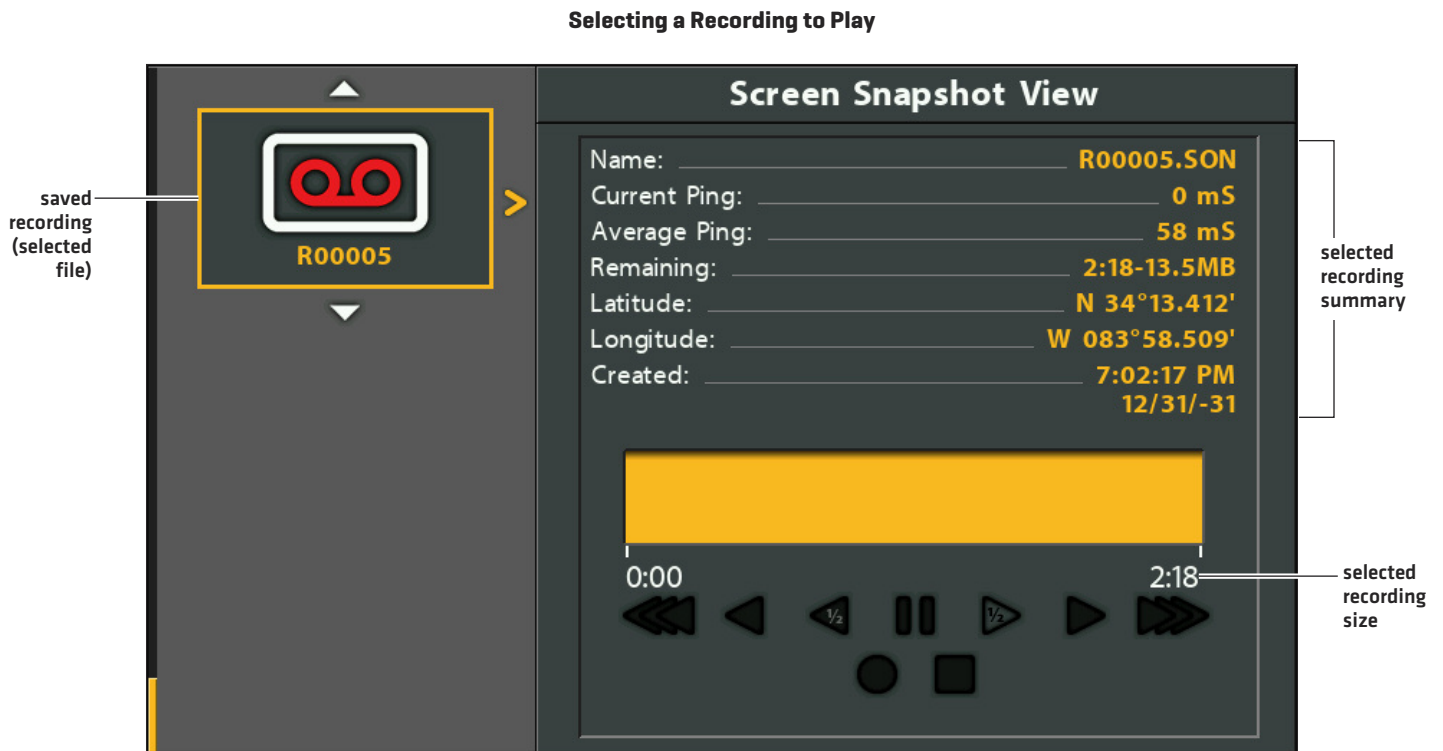 Selecting a Recording to Play
Screen Snapshot View
saved
recording
(selected
file)
R00005
>
Name: R00005.SON
Current Ping: 0 mS
Average Ping: 58 mS
Remaining: 2:18-13.5MB
Latitude: N 34°13.412'
Longitude: W 083°58.509'
Created: 7:02:17 PM
12/31/-31
selected
recording
summary
0:00 2:18
selected
recording
size
½ ½